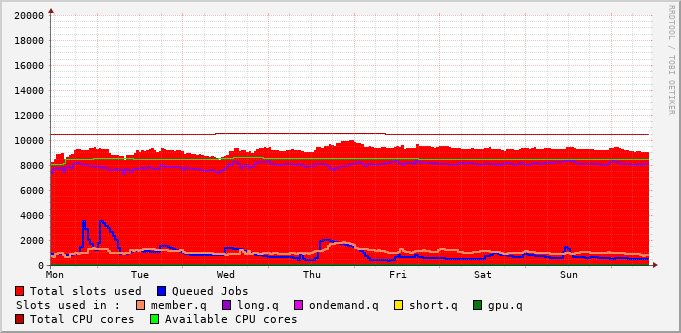 20000
18000
16000
14000
12000
10000
8000
6000
4000
2000
0
Mon Tue Wed Thu Fri Sat Sun
RRDTOOL / TOBI OETIKER
Total slots used Queued Jobs
Slots used in : member.q long.q ondemand.q short.q gpu.q
Total CPU cores Available CPU cores